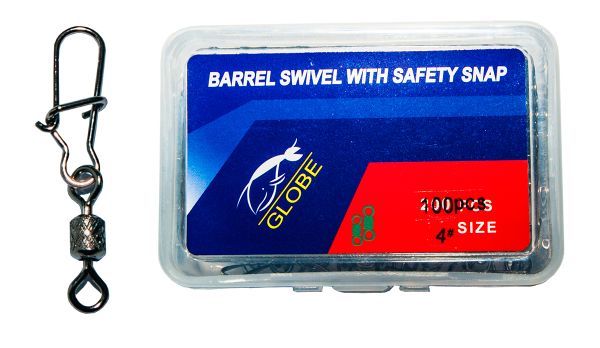 BARREL SWIVEL WITH SAFETY SNAP
GLOBE
100pcs
4# SIZE